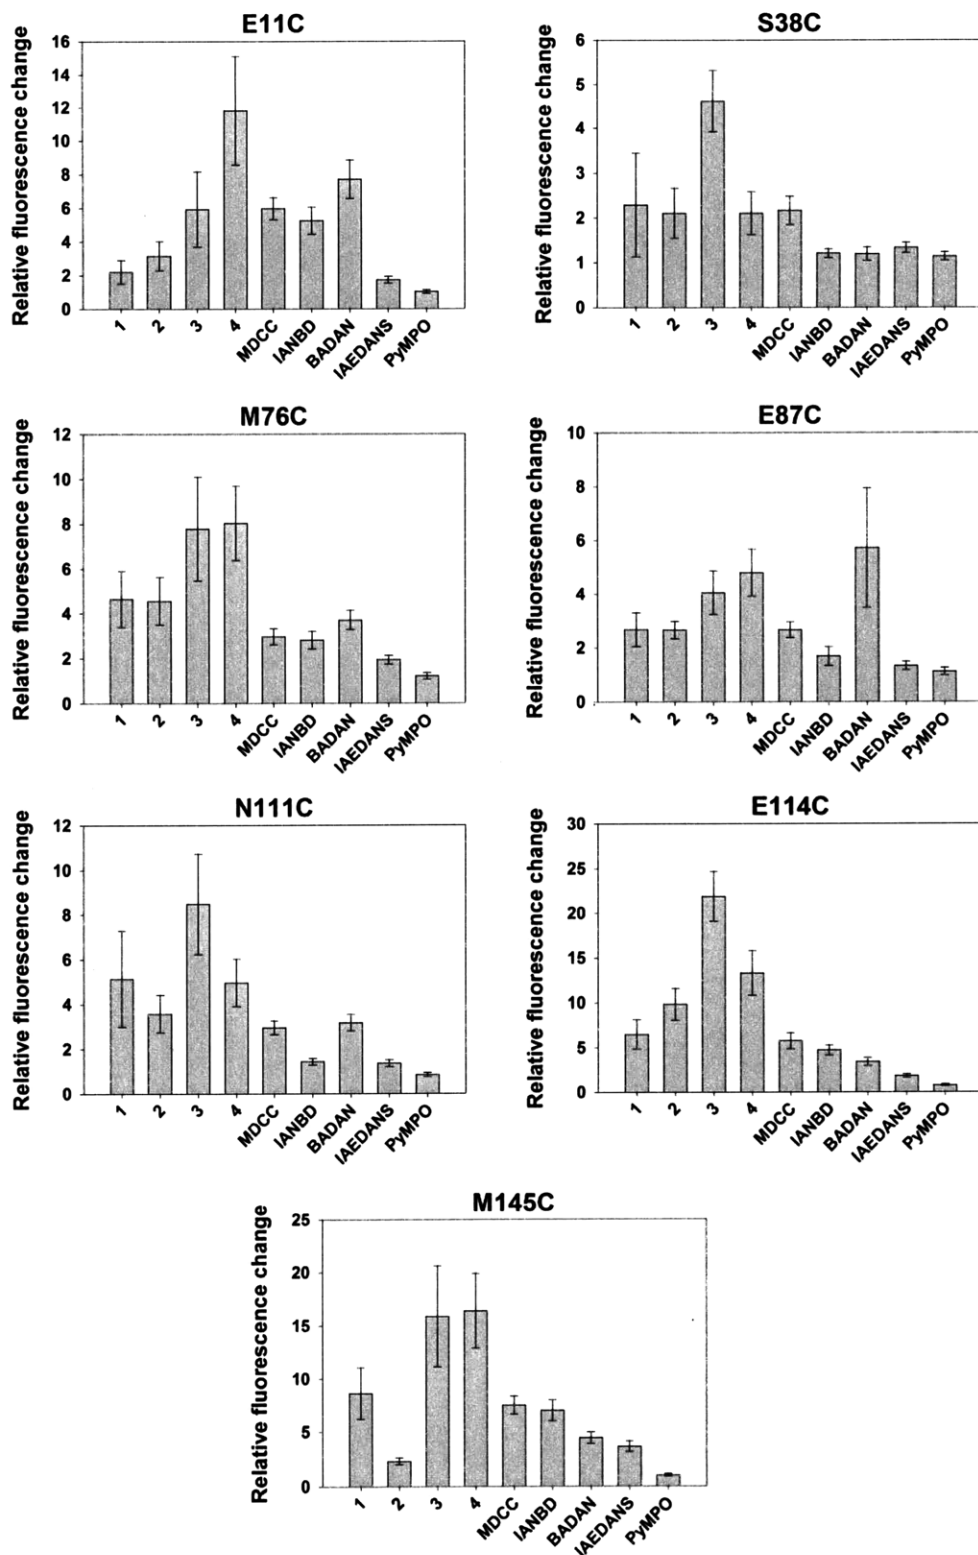 E11C
Relative fluorescence change
16
14
12
10
8
6
4
2
0
1
2
3
4
MDCC
IANBD
BADAN
IAEDANS
PyMPO
S38C
Relative fluorescence change
6
5
4
3
2
1
0
1
2
3
4
MDCC
IANBD
BADAN
IAEDANS
PyMPO
M76C
Relative fluorescence change
12
10
8
6
4
2
0
1
2
3
4
MDCC
IANBD
BADAN
IAEDANS
PyMPO
E87C
Relative fluorescence change
10
8
6
4
2
0
1
2
3
4
MDCC
IANBD
BADAN
IAEDANS
PyMPO
N111C
Relative fluorescence change
12
10
8
6
4
2
0
1
2
3
4
MDCC
IANBD
BADAN
IAEDANS
PyMPO
E114C
Relative fluorescence change
30
25
20
15
10
5
0
1
2
3
4
MDCC
IANBD
BADAN
IAEDANS
PyMPO
M145C
Relative fluorescence change
25
20
15
10
5
0
1
2
3
4
MDCC
IANBD
BADAN
IAEDANS
PyMPO